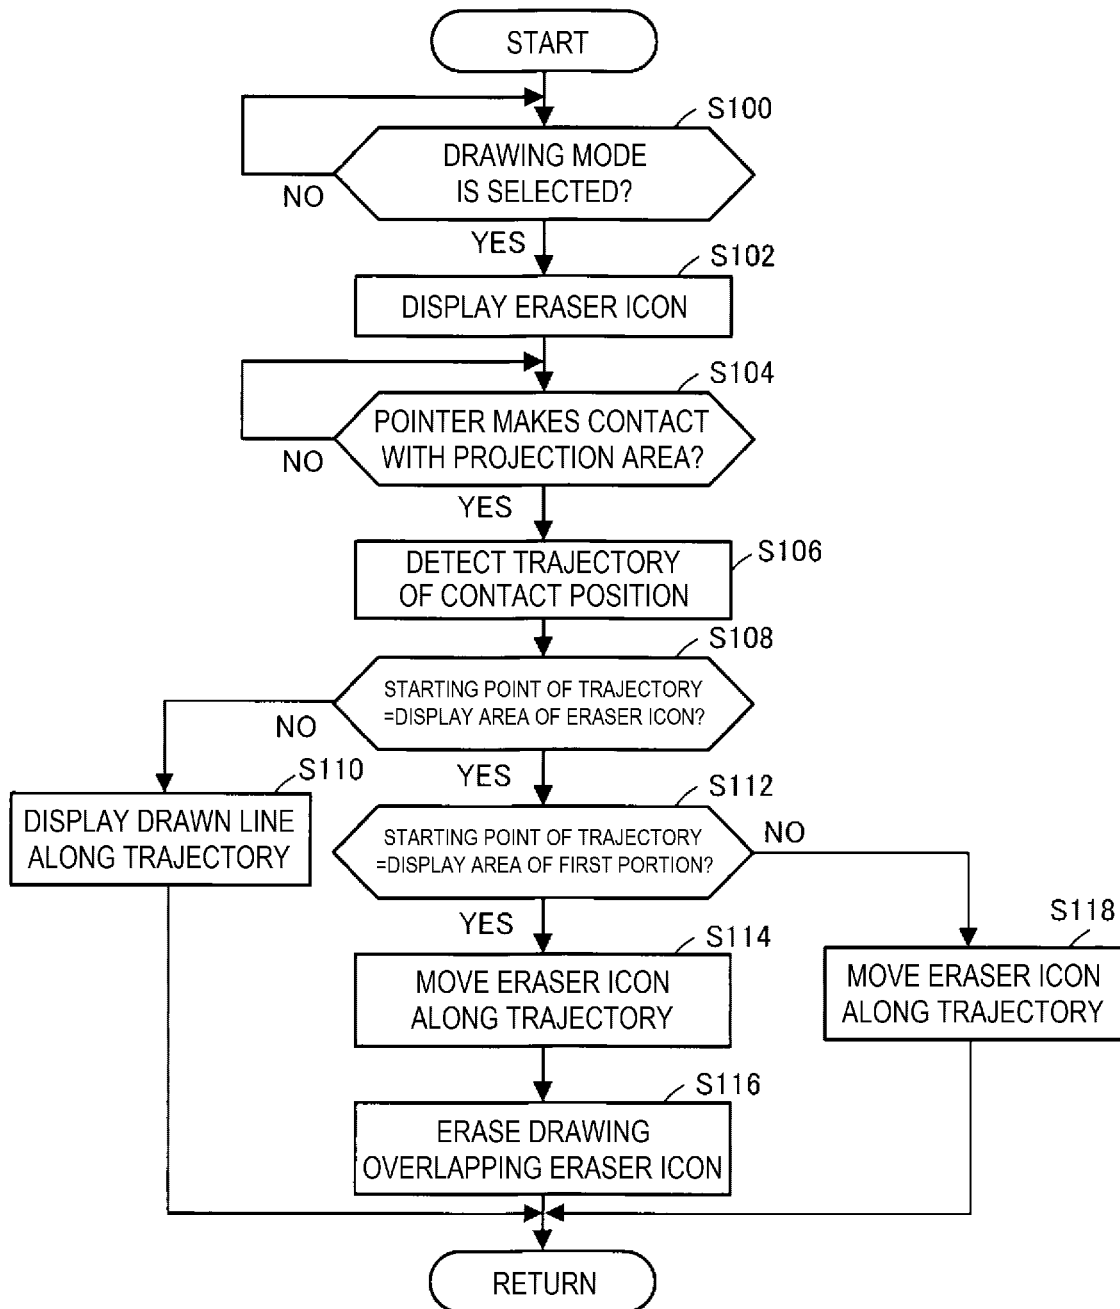 START
S100
DRAWING MODE
IS SELECTED?
NO
YES
S102
DISPLAY ERASER ICON
S104
POINTER MAKES CONTACT
WITH PROJECTION AREA?
NO
YES
S106
DETECT TRAJECTORY
OF CONTACT POSITION
S108
STARTING POINT OF TRAJECTORY
=DISPLAY AREA OF ERASER ICON?
NO
YES
S110
DISPLAY DRAWN LINE
ALONG TRAJECTORY
S112
STARTING POINT OF TRAJECTORY
=DISPLAY AREA OF FIRST PORTION?
NO
YES
S114
MOVE ERASER ICON
ALONG TRAJECTORY
S118
MOVE ERASER ICON
ALONG TRAJECTORY
S116
ERASE DRAWING
OVERLAPPING ERASER ICON
RETURN